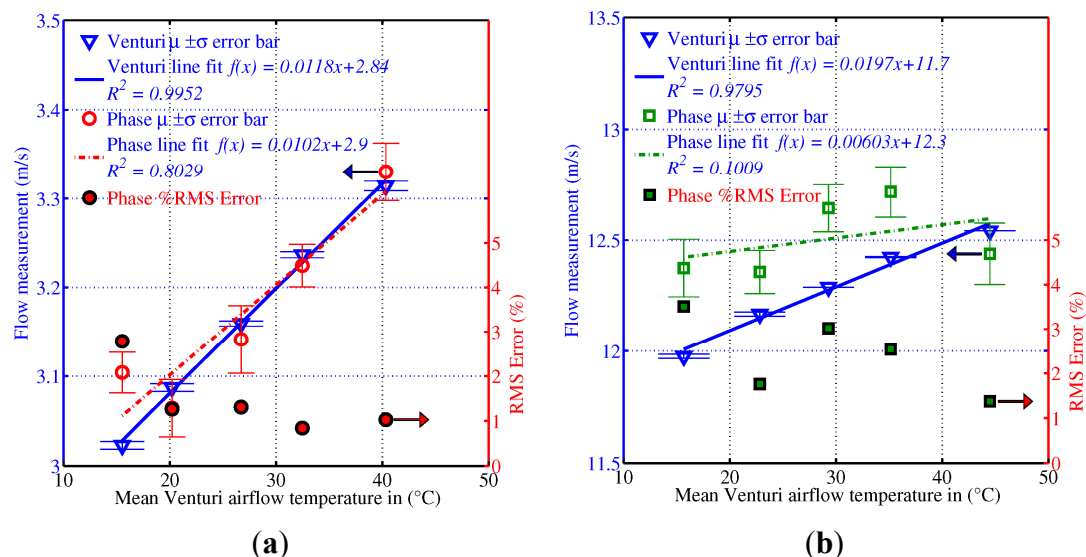 3.5
3.4
3.3
3.2
3.1
3
Flow measurement (m/s)
Venturi μ ±σ error bar
Venturi line fit f(x) = 0.0118x+2.84
R² = 0.9952
Phase μ ±σ error bar
Phase line fit f(x) = 0.0102x+2.9
R² = 0.8029
Phase %RMS Error
5
4
3
2
1
0
RMS Error (%)
10 20 30 40 50
Mean Venturi airflow temperature in (°C)
(a)
13.5
13
12.5
12
11.5
Flow measurement (m/s)
Venturi μ ±σ error bar
Venturi line fit f(x) = 0.0197x+11.7
R² = 0.9795
Phase μ ±σ error bar
Phase line fit f(x) = 0.00603x+12.3
R² = 0.1009
Phase %RMS Error
5
4
3
2
1
0
RMS Error (%)
10 20 30 40 50
Mean Venturi airflow temperature in (°C)
(b)